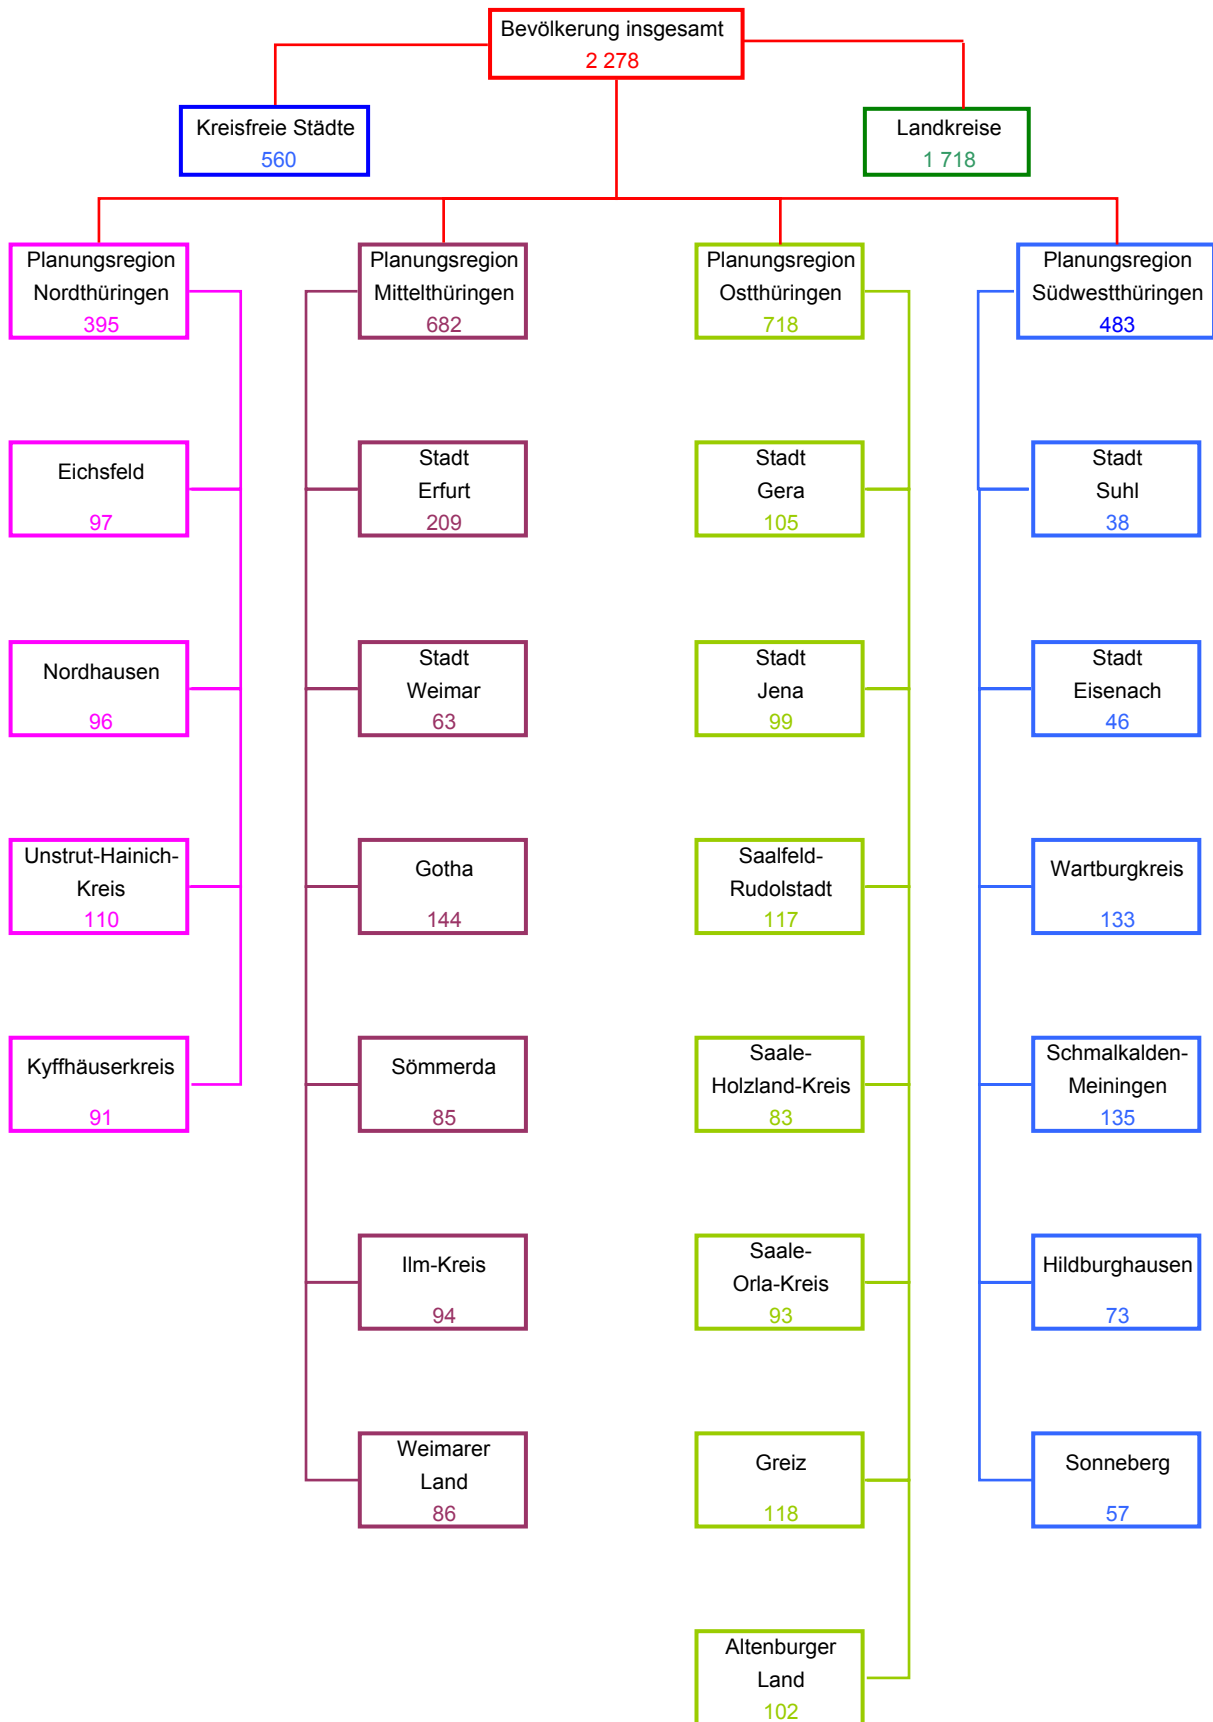 Bevölkerung insgesamt
2 278
Kreisfreie Städte
560
Landkreise
1 718
Planungsregion
Nordthüringen
395
Planungsregion
Mittelthüringen
682
Planungsregion
Ostthüringen
718
Planungsregion
Südwestthüringen
483
Eichsfeld
97
Stadt
Erfurt
209
Stadt
Gera
105
Stadt
Suhl
38
Nordhausen
96
Stadt
Weimar
63
Stadt
Jena
99
Stadt
Eisenach
46
Unstrut-Hainich-
Kreis
110
Gotha
144
Saalfeld-
Rudolstadt
117
Wartburgkreis
133
Kyffhäuserkreis
91
Sömmerda
85
Saale-
Holzland-Kreis
83
Schmalkalden-
Meiningen
135
Ilm-Kreis
94
Saale-
Orla-Kreis
93
Hildburghausen
73
Weimarer
Land
86
Greiz
118
Sonneberg
57
Altenburger
Land
102